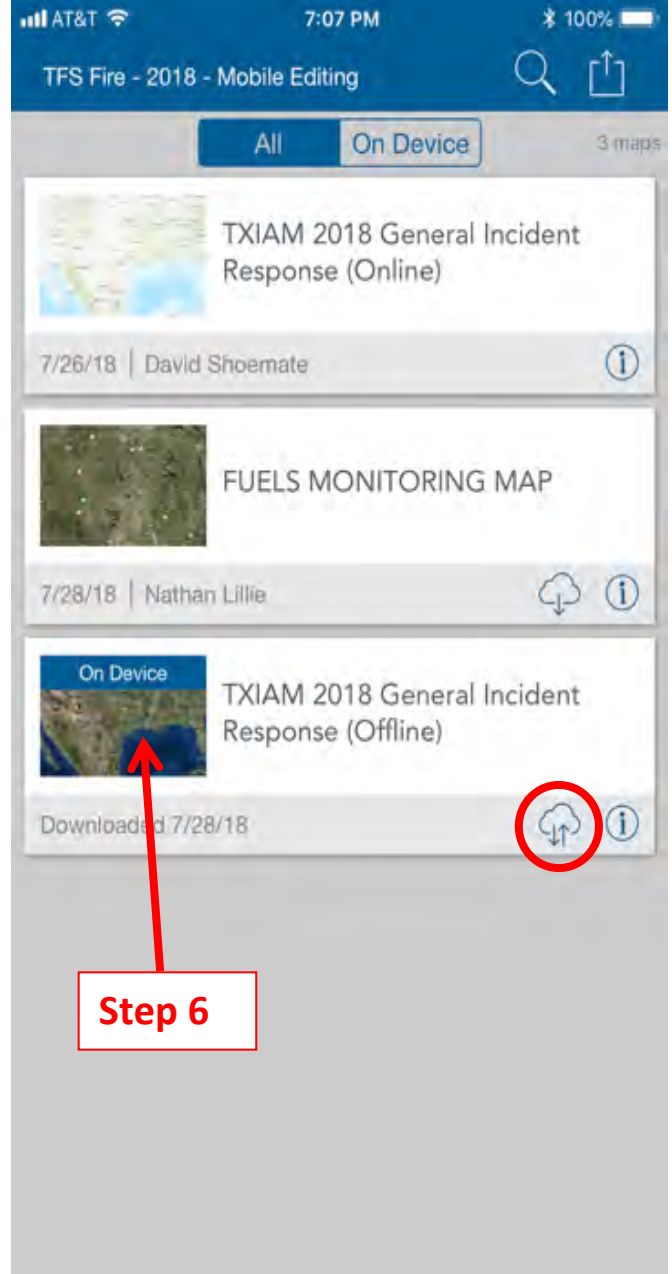 AT&T 7:07 PM 100%
TFS Fire - 2018 - Mobile Editing
All On Device 3 maps
TXIAM 2018 General Incident
Response (Online)
7/26/18 | David Shoemate
FUELS MONITORING MAP
7/28/18 | Nathan Lillie
On Device
TXIAM 2018 General Incident
Response (Offline)
Downloaded 7/28/18
Step 6